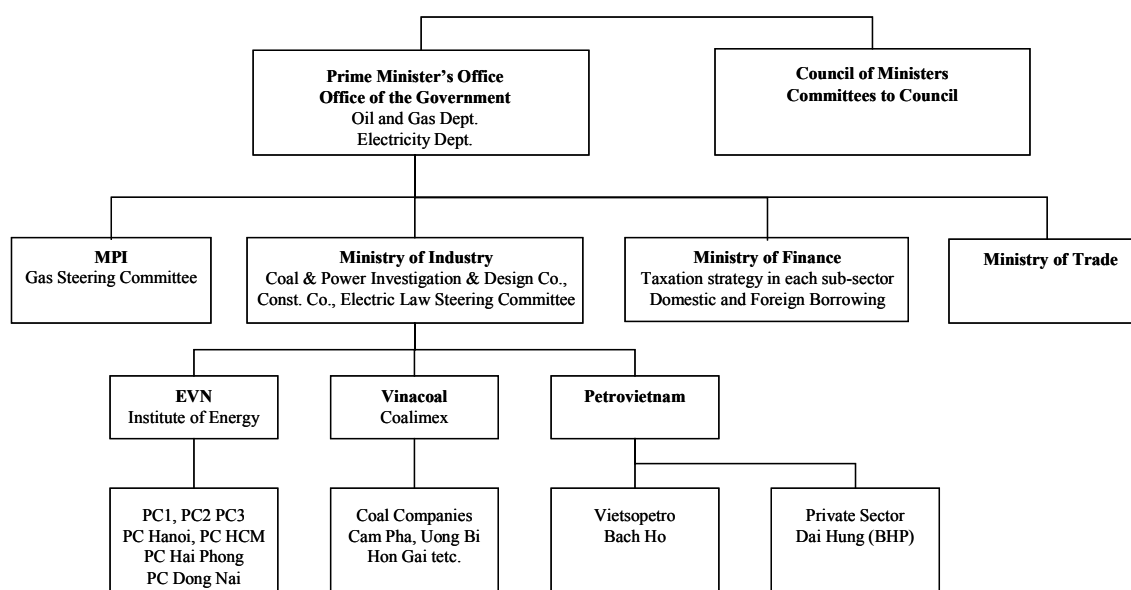 Prime Minister's Office
Office of the Government
Oil and Gas Dept.
Electricity Dept.
Council of Ministers
Committees to Council
MPI
Gas Steering Committee
Ministry of Industry
Coal & Power Investigation & Design Co.,
Const. Co., Electric Law Steering Committee
Ministry of Finance
Taxation strategy in each sub-sector
Domestic and Foreign Borrowing
Ministry of Trade
EVN
Institute of Energy
Vinacoal
Coalimex
Petrovietnam
PC1, PC2 PC3
PC Hanoi, PC HCM
PC Hai Phong
PC Dong Nai
Coal Companies
Cam Pha, Uong Bi
Hon Gai tetc.
Vietsopetro
Bach Ho
Private Sector
Dai Hung (BHP)